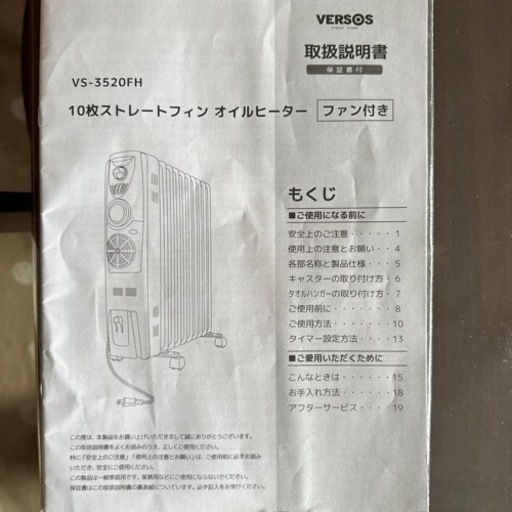 VERSOS
取扱説明書
保証書付
VS-3520FH
10枚ストレートフィン オイルヒーター ファン付き
もくじ
■ご使用になる前に
安全上のご注意・・・・・1
使用上の注意とお願い・・4
各部名称と製品仕様・・・5
キャスターの取り付け方・6
タオルハンガーの取り付け方・7
ご使用前に・・・・・・・8
ご使用方法・・・・・・・10
タイマー設定方法・・・・13
■ご愛用いただくために
こんなときは・・・・・・15
お手入れ方法・・・・・・18
アフターサービス・・・・19
この度は、本製品をお買い上げいただきまして誠にありがとうございます。
この取扱説明書をよくお読みのうえ、正しくご使用ください。
特に「安全上のご注意」「使用上の注意とお願い」は、ご使用前に必ずお読み
いただき、安全にご使用ください。
この製品は一般家庭用です。業務用などにはご使用にならないでください。
保証書はこの取扱説明書の裏表紙についています。必ず記入をお受けください。